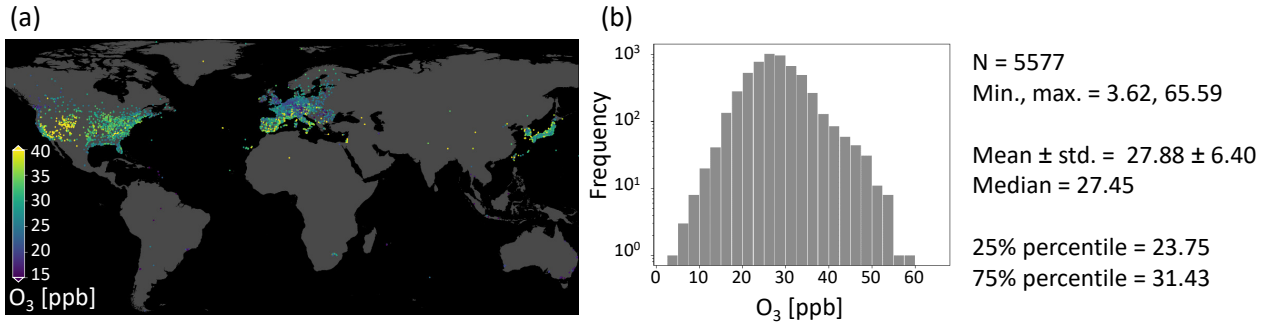 (a)
40
35
30
25
20
15
O₃ [ppb]
(b)
Frequency
10³
10²
10¹
10⁰
0 10 20 30 40 50 60
O₃ [ppb]
N = 5577
Min., max. = 3.62, 65.59
Mean ± std. = 27.88 ± 6.40
Median = 27.45
25% percentile = 23.75
75% percentile = 31.43